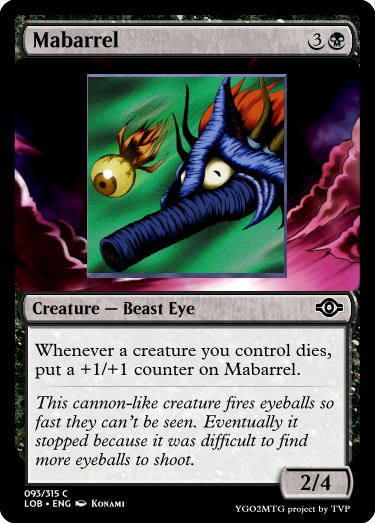 Mabarrel 3
Creature — Beast Eye
Whenever a creature you control dies,
put a +1/+1 counter on Mabarrel.
This cannon-like creature fires eyeballs so
fast they can't be seen. Eventually it
stopped because it was difficult to find
more eyeballs to shoot.
2/4
093/315 C
LOB • ENG KONAMI
YGO2MTG project by TVP